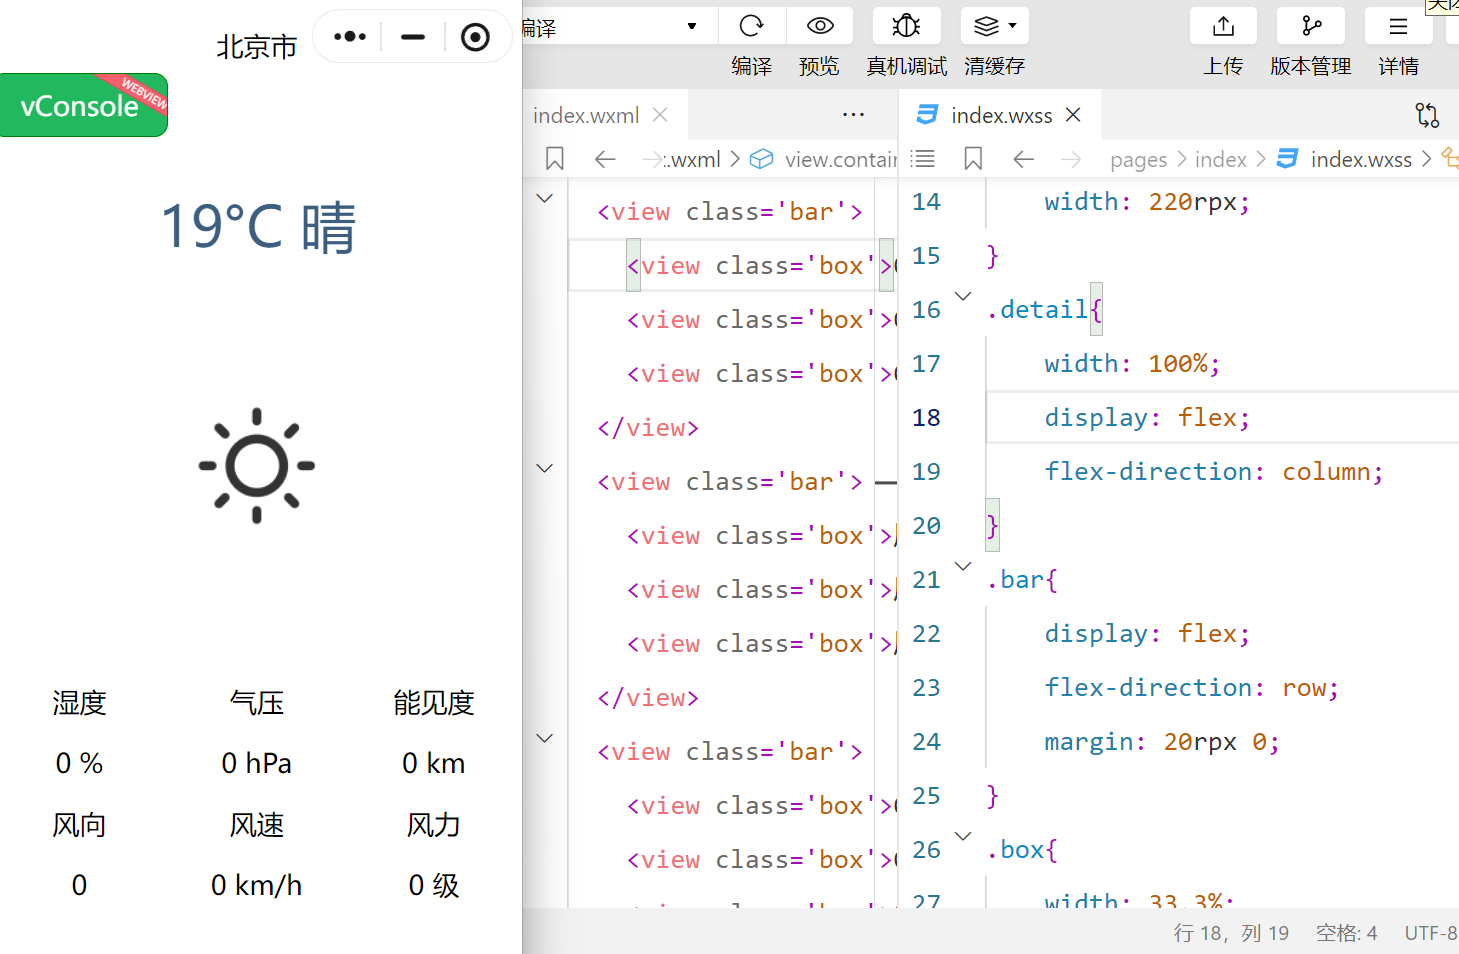 北京市
vConsole
WEBVIEW
19°C 晴
湿度 气压 能见度
0 % 0 hPa 0 km
风向 风速 风力
0 0 km/h 0 级
编译
编译 预览 真机调试 清缓存 上传 版本管理 详情
index.wxml
.wxml > view.contain
<view class='bar'>
<view class='box'>
<view class='box'>
<view class='box'>
</view>
<view class='bar'>
<view class='box'>
<view class='box'>
<view class='box'>
</view>
<view class='bar'>
<view class='box'>
<view class='box'>
index.wxss
pages > index > index.wxss >
14 width: 220rpx;
15 }
16 .detail{
17 width: 100%;
18 display: flex;
19 flex-direction: column;
20 }
21 .bar{
22 display: flex;
23 flex-direction: row;
24 margin: 20rpx 0;
25 }
26 .box{
27 width: 33.3%;
行 18，列 19 空格: 4 UTF-8